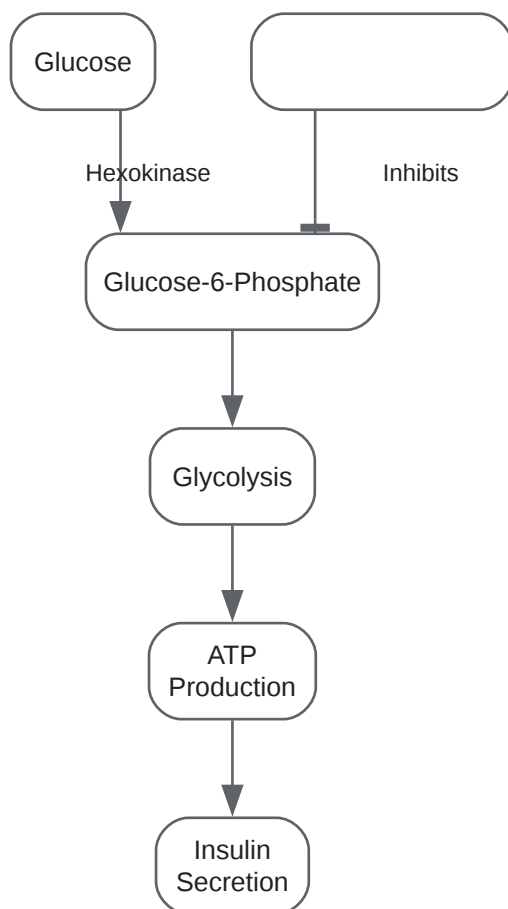 Glucose
Hexokinase
Inhibits
Glucose-6-Phosphate
Glycolysis
ATP
Production
Insulin
Secretion